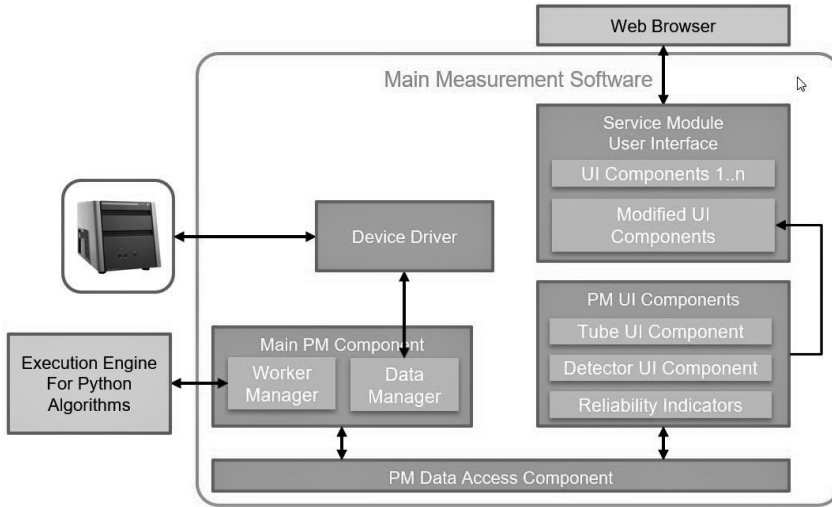 Web Browser
Main Measurement Software
Service Module
User Interface
UI Components 1..n
Modified UI
Components
Device Driver
PM UI Components
Tube UI Component
Detector UI Component
Reliability Indicators
Main PM Component
Worker
Manager
Data
Manager
Execution Engine
For Python
Algorithms
PM Data Access Component